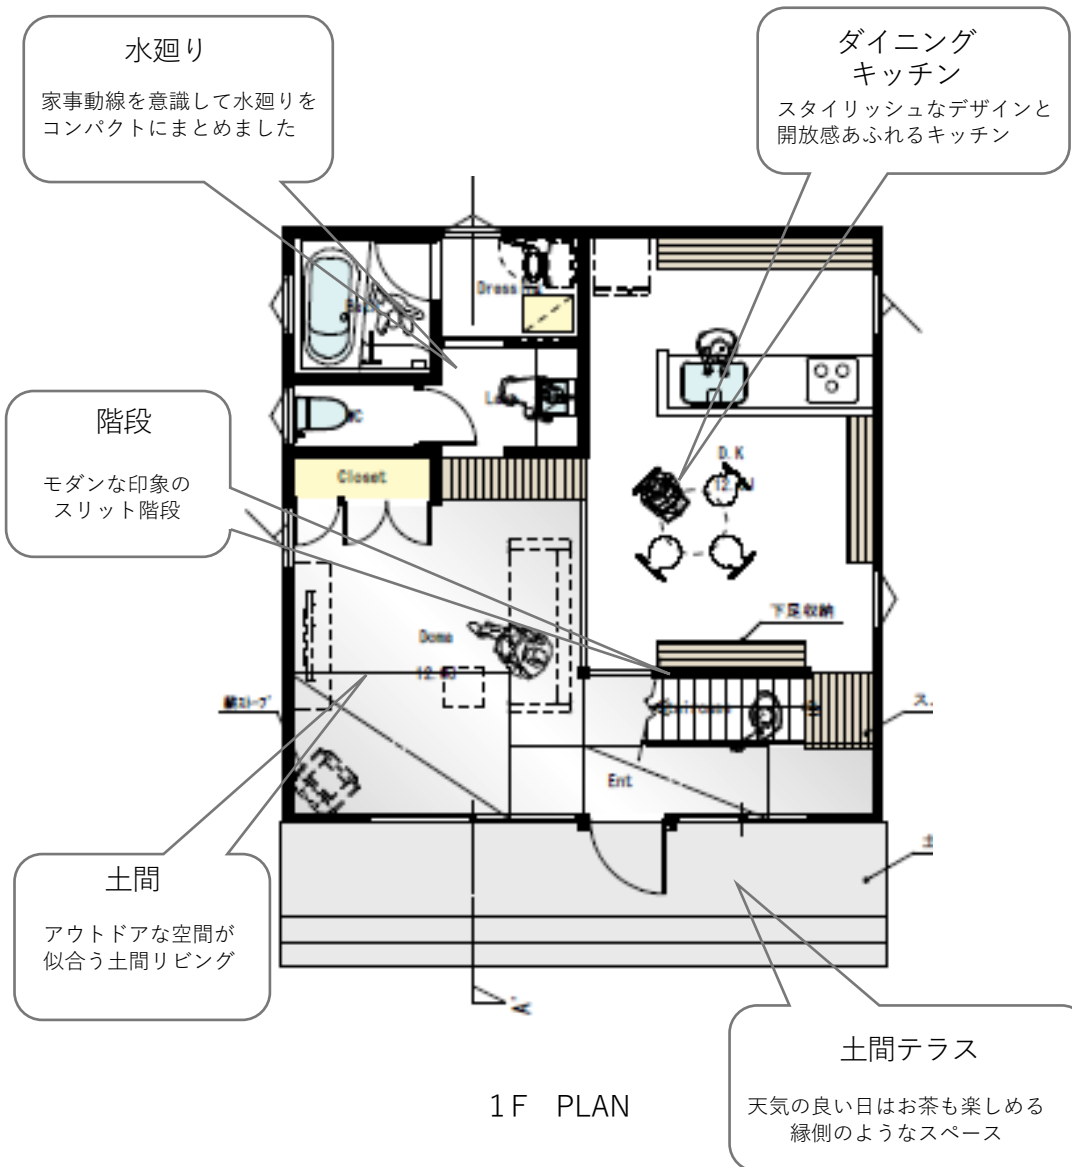 水廻り
家事動線を意識して水廻りを
コンパクトにまとめました
ダイニング
キッチン
スタイリッシュなデザインと
開放感あふれるキッチン
階段
モダンな印象の
スリット階段
Closet
D.K
下足収納
Doma
Ent
土間
アウトドアな空間が
似合う土間リビング
土間テラス
天気の良い日はお茶も楽しめる
縁側のようなスペース
1F PLAN